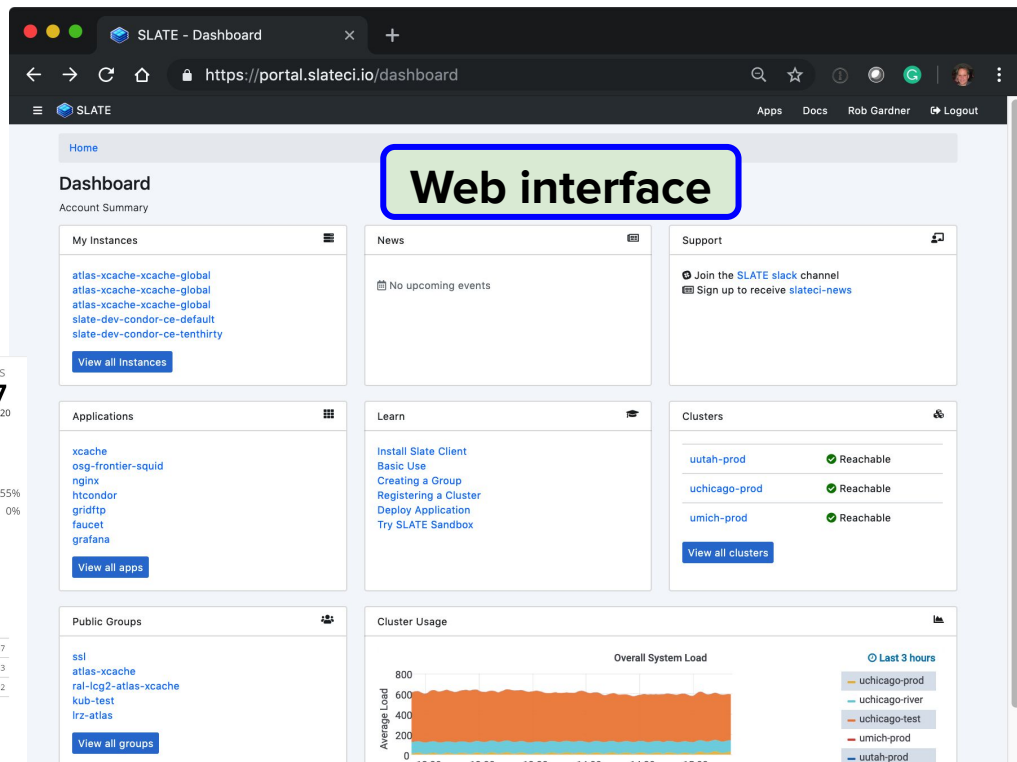 SLATE - Dashboard
https://portal.slateci.io/dashboard
SLATE
Apps Docs Rob Gardner Logout
Home
Web interface
Dashboard
Account Summary
My Instances
atlas-xcache-xcache-global
atlas-xcache-xcache-global
atlas-xcache-xcache-global
slate-dev-condor-ce-default
slate-dev-condor-ce-tenthirty
View all Instances
News
No upcoming events
Support
Join the SLATE slack channel
Sign up to receive slateci-news
S
7
20
55%
0%
7
3
2
Applications
xcache
osg-frontier-squid
nginx
htcondor
gridftp
faucet
grafana
View all apps
Learn
Install Slate Client
Basic Use
Creating a Group
Registering a Cluster
Deploy Application
Try SLATE Sandbox
Clusters
uutah-prod Reachable
uchicago-prod Reachable
umich-prod Reachable
View all clusters
Public Groups
ssl
atlas-xcache
ral-lcg2-atlas-xcache
kub-test
lrz-atlas
View all groups
Cluster Usage
Overall System Load
Last 3 hours
Average Load
800
600
400
200
0
uchicago-prod
uchicago-river
uchicago-test
umich-prod
uutah-prod